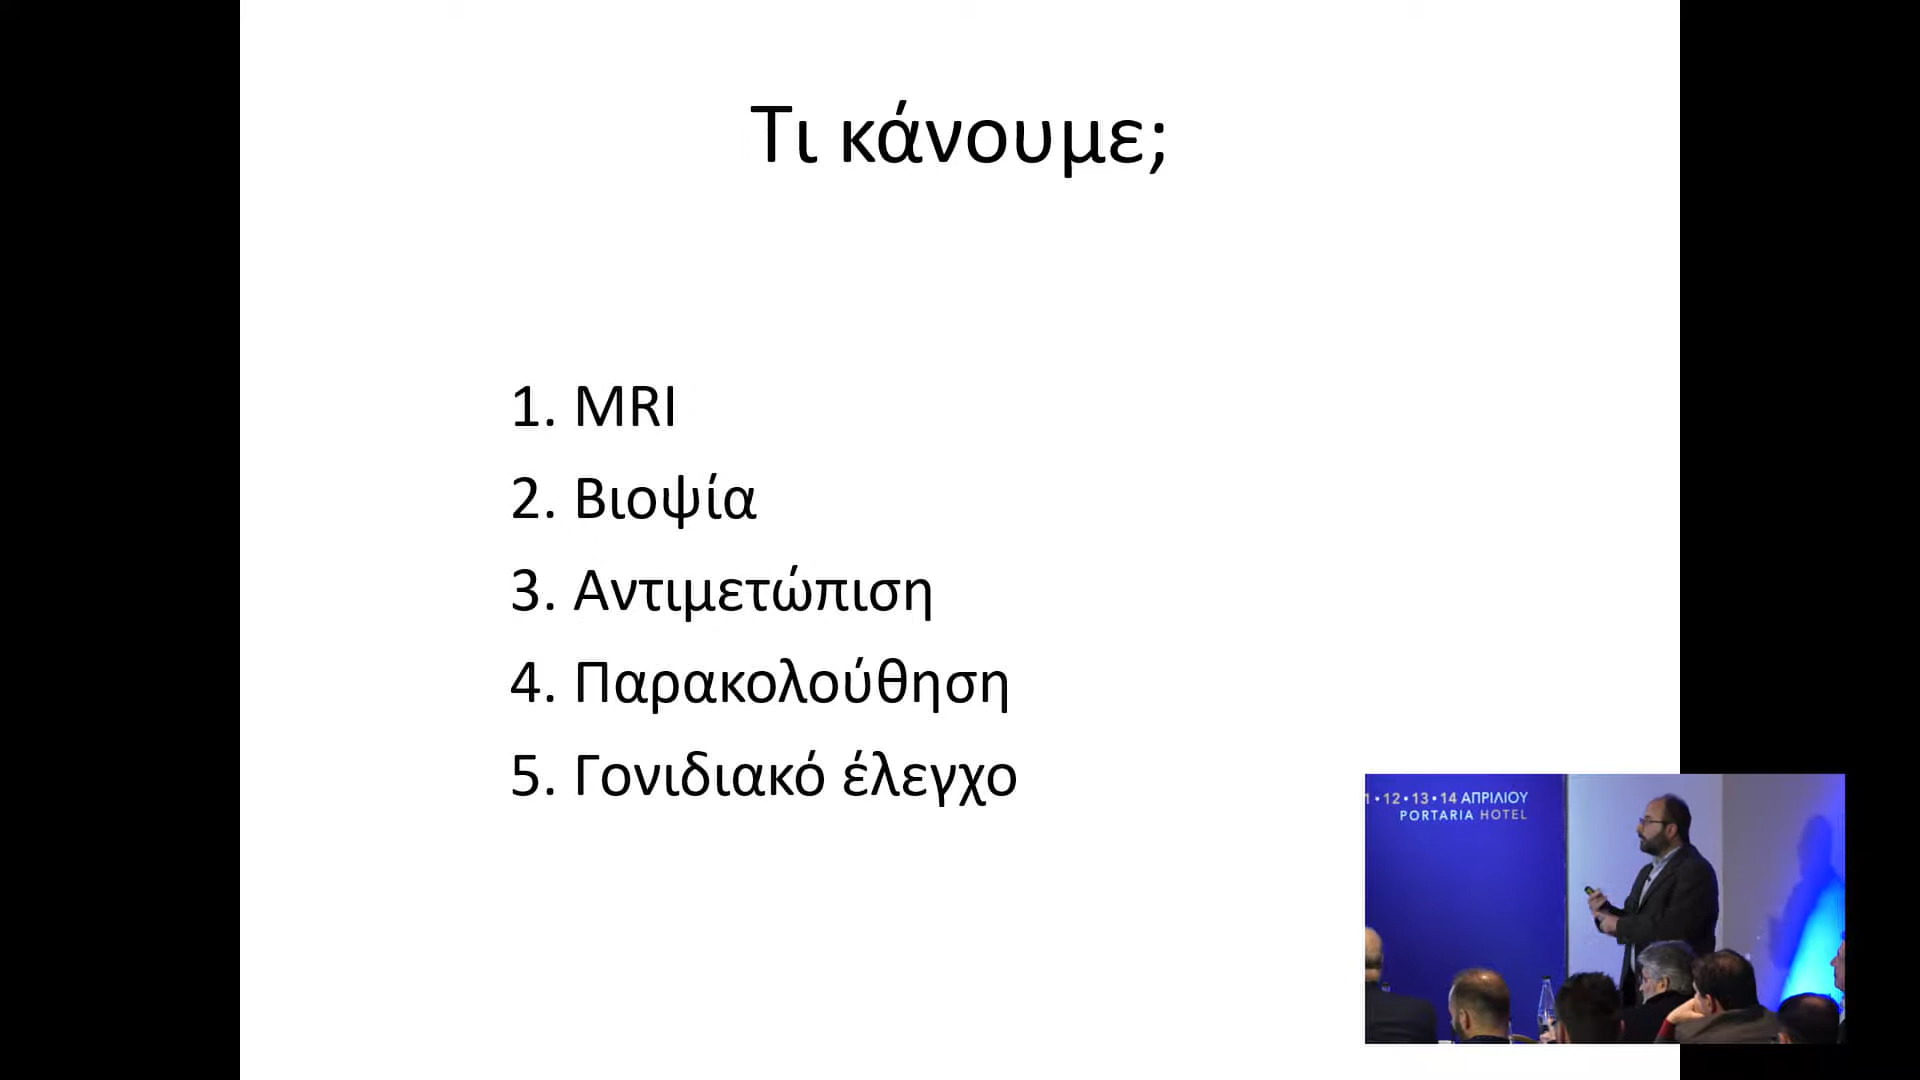 Τι κάνουμε;
1. MRI
2. Βιοψία
3. Αντιμετώπιση
4. Παρακολούθηση
5. Γονιδιακό έλεγχο
1•12•13•14 ΑΠΡΙΛΙΟΥ
PORTARIA HOTEL